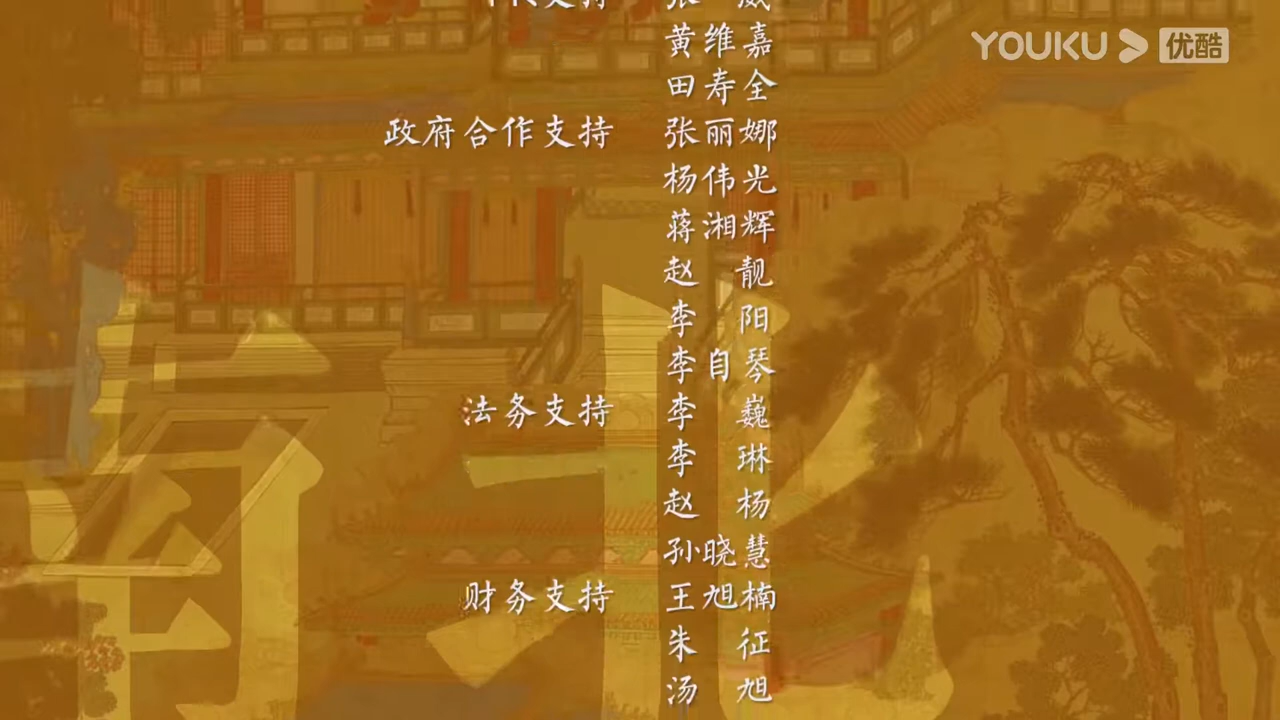 YOUKU 优酷
黄维嘉
田寿全
政府合作支持 张丽娜
杨伟光
蒋湘辉
赵 靓
李 阳
李自琴
法务支持 李 巍
李 琳
赵 杨
孙晓慧
财务支持 王旭楠
朱 征
汤 旭
南北